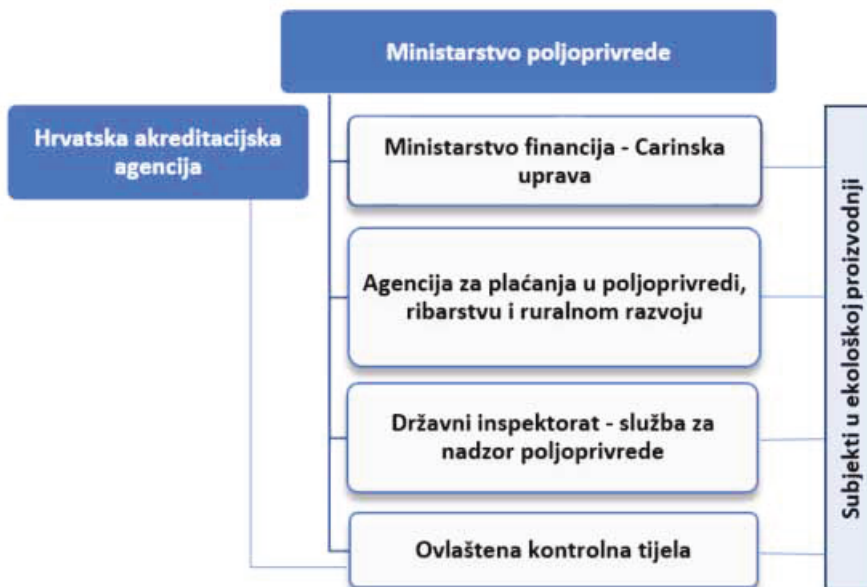 Ministarstvo poljoprivrede
Hrvatska akreditacijska
agencija
Ministarstvo financija - Carinska
uprava
Agencija za plaćanja u poljoprivredi,
ribarstvu i ruralnom razvoju
Državni inspektorat - služba za
nadzor poljoprivrede
Ovlaštena kontrolna tijela
Subjekti u ekološkoj proizvodnji